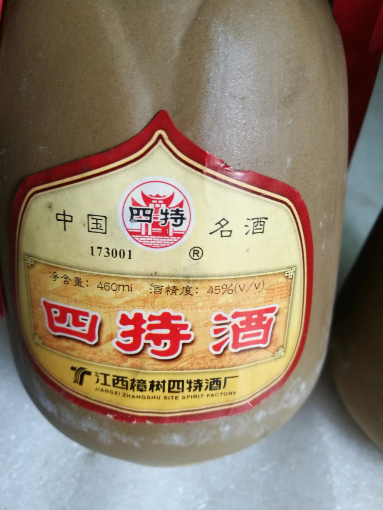 四特
中国 名酒
173001 ®
净含量: 460ml 酒精度: 45%(V/V)
四特酒
江西樟树四特酒厂
JIANGXI ZHANGSHU SITE SPIRIT FACTORY